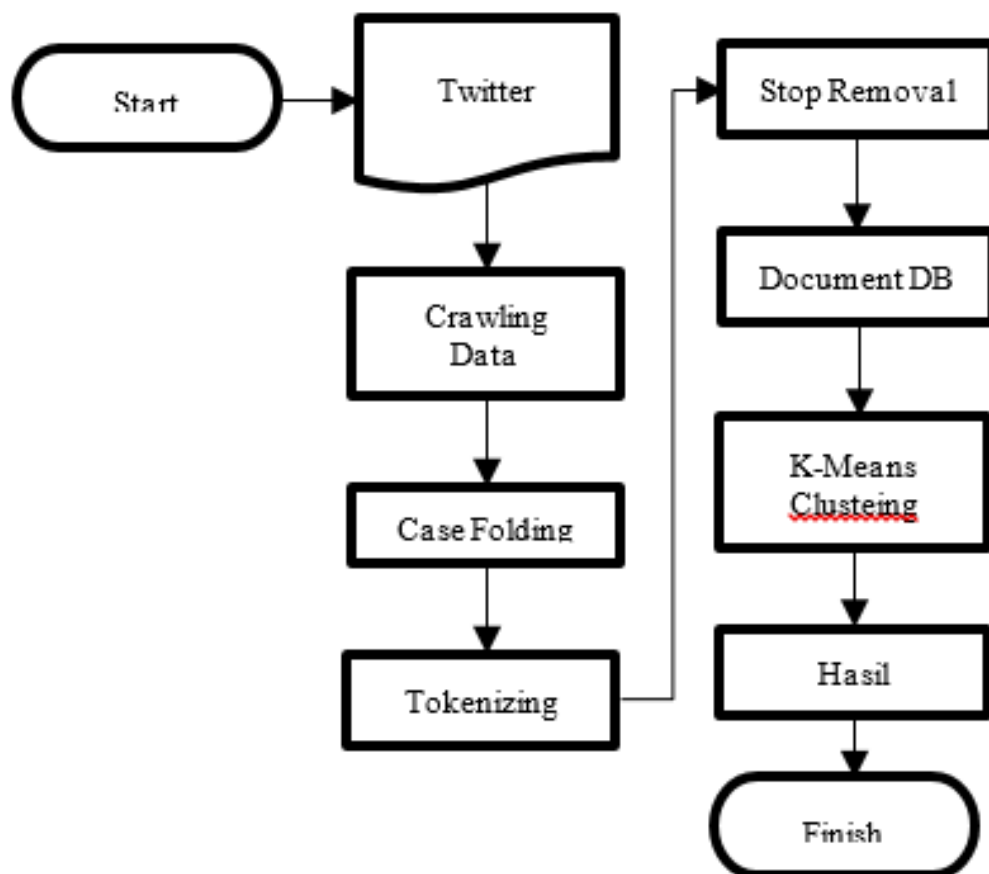 Start
Twitter
Crawling
Data
Case Folding
Tokenizing
Stop Removal
Document DB
K-Means
Clusteing
Hasil
Finish